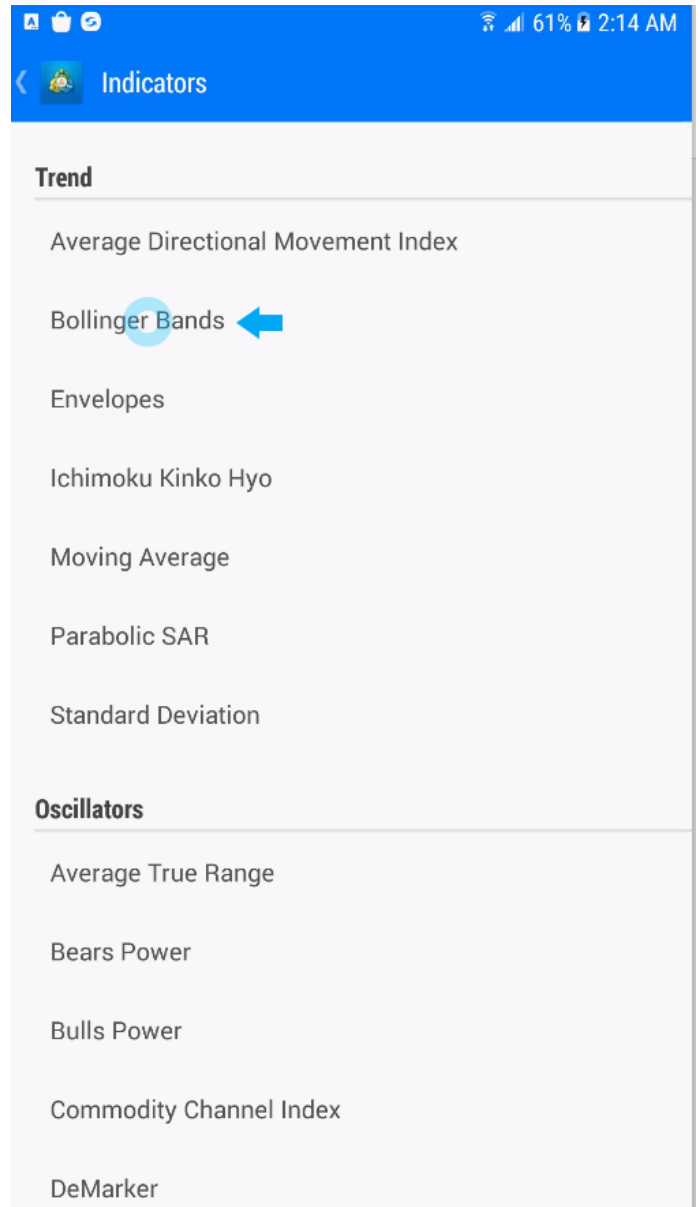 61% 2:14 AM
Indicators
Trend
Average Directional Movement Index
Bollinger Bands
Envelopes
Ichimoku Kinko Hyo
Moving Average
Parabolic SAR
Standard Deviation
Oscillators
Average True Range
Bears Power
Bulls Power
Commodity Channel Index
DeMarker